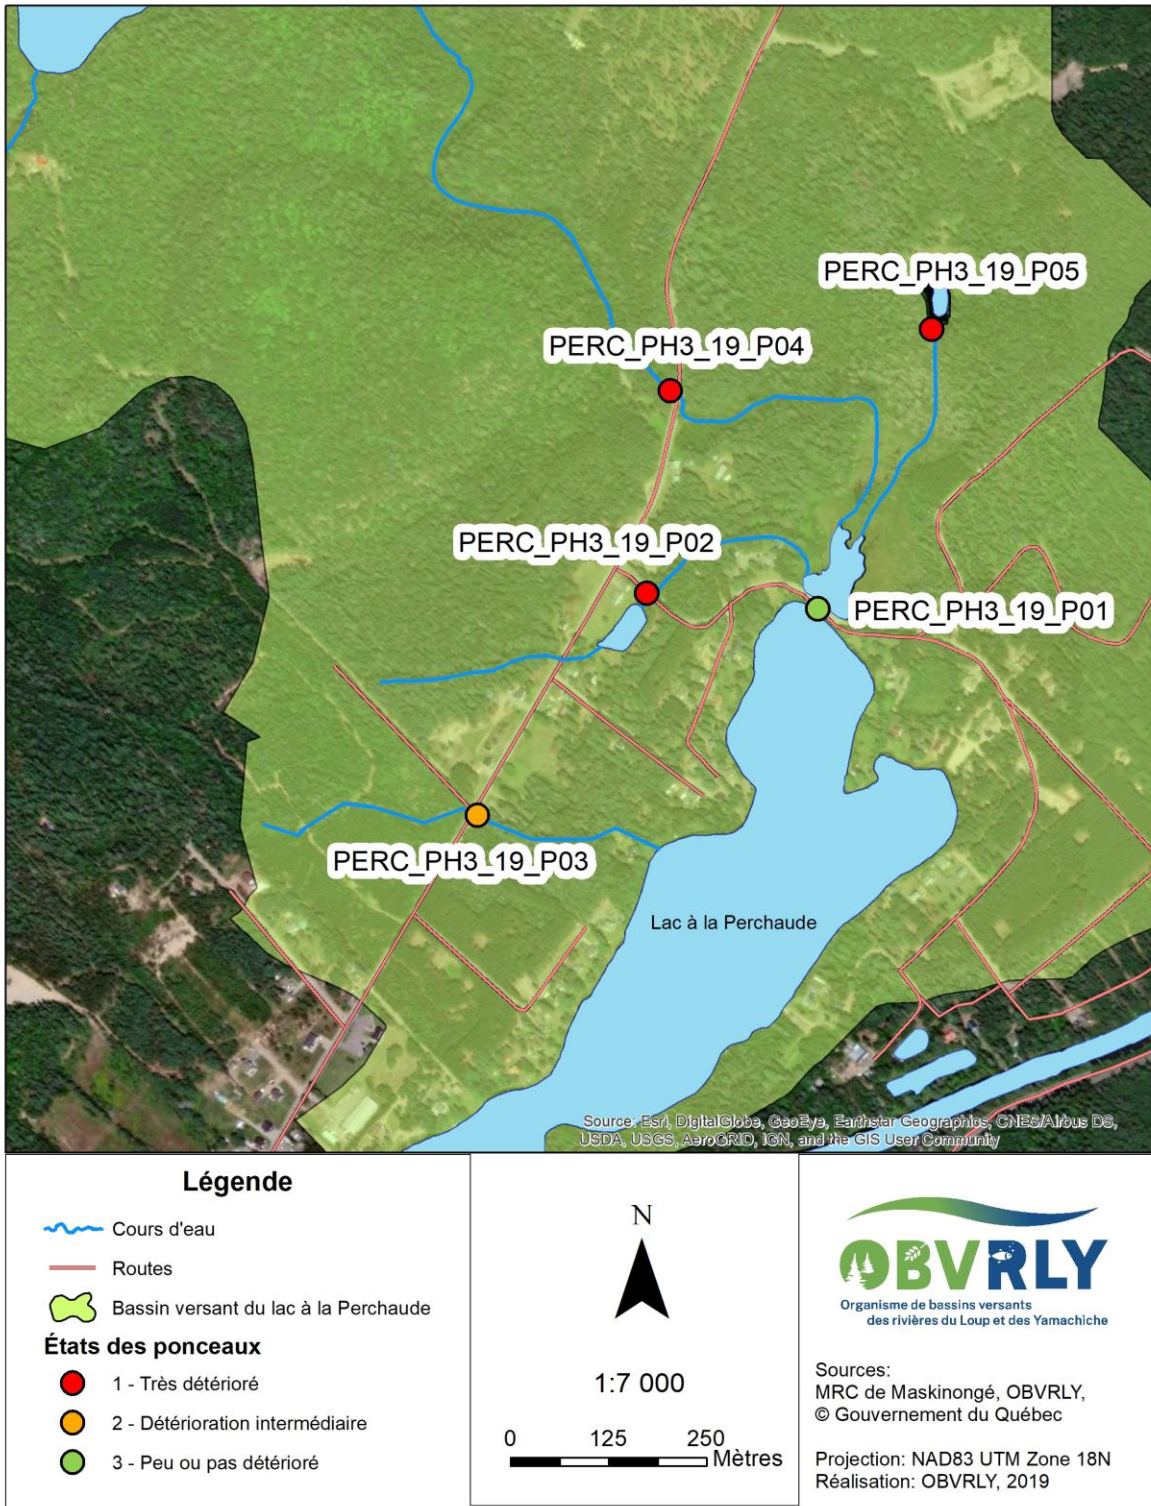 PERC_PH3_19_P05
PERC_PH3_19_P04
PERC_PH3_19_P02
PERC_PH3_19_P01
PERC_PH3_19_P03
Lac à la Perchaude
Source: Esri, DigitalGlobe, GeoEye, Earthstar Geographics, CNES/Airbus DS,
USDA, USGS, AeroGRID, IGN, and the GIS User Community
Légende
Cours d'eau
Routes
Bassin versant du lac à la Perchaude
États des ponceaux
1 - Très détérioré
2 - Détérioration intermédiaire
3 - Peu ou pas détérioré
N
1:7 000
0 125 250
Mètres
OBVRLY
Organisme de bassins versants
des rivières du Loup et des Yamachiche
Sources:
MRC de Maskinongé, OBVRLY,
© Gouvernement du Québec
Projection: NAD83 UTM Zone 18N
Réalisation: OBVRLY, 2019